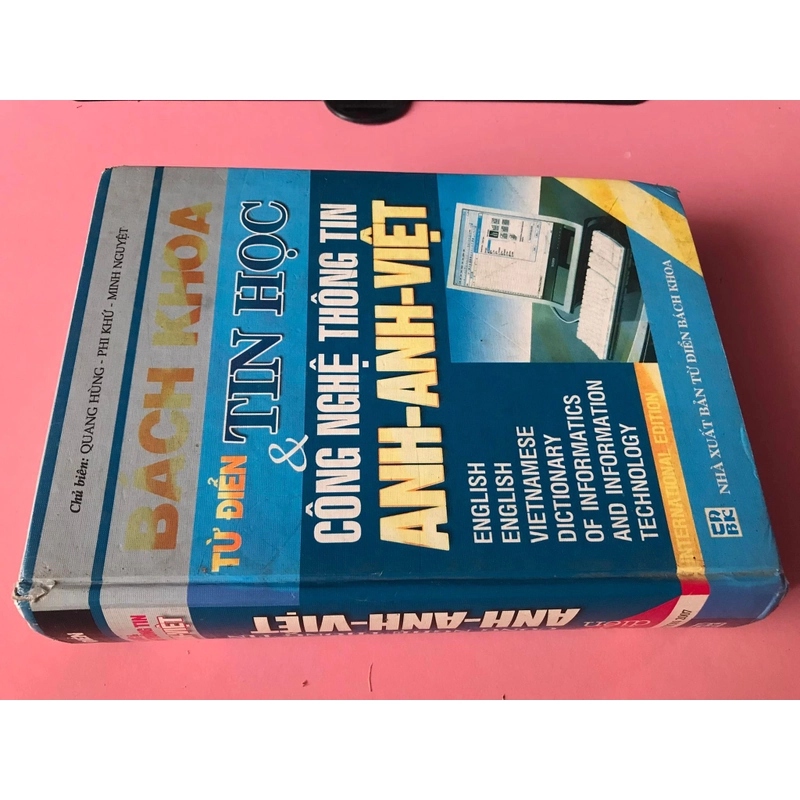 Chủ biên: QUANG HÙNG - PHI KHỨ - MINH NGUYỆT
BÁCH KHOA
TỪ ĐIỂN TIN HỌC
&
CÔNG NGHỆ THÔNG TIN
ANH-ANH-VIỆT
ENGLISH
ENGLISH
VIETNAMESE
DICTIONARY
OF INFORMATICS
AND INFORMATION
TECHNOLOGY
INTERNATIONAL EDITION
NHÀ XUẤT BẢN TỪ ĐIỂN BÁCH KHOA
ANH-ANH-VIỆT